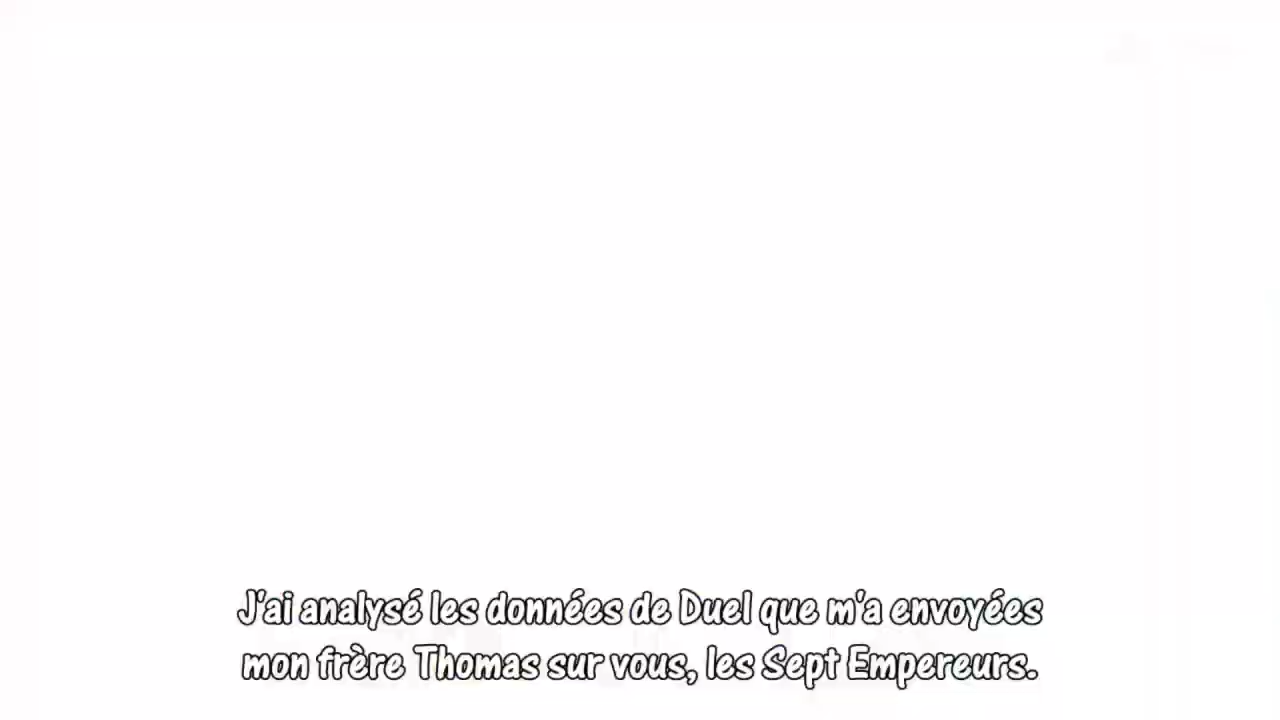 J'ai analysé les données de Duel que m'a envoyées
mon frère Thomas sur vous, les Sept Empereurs.